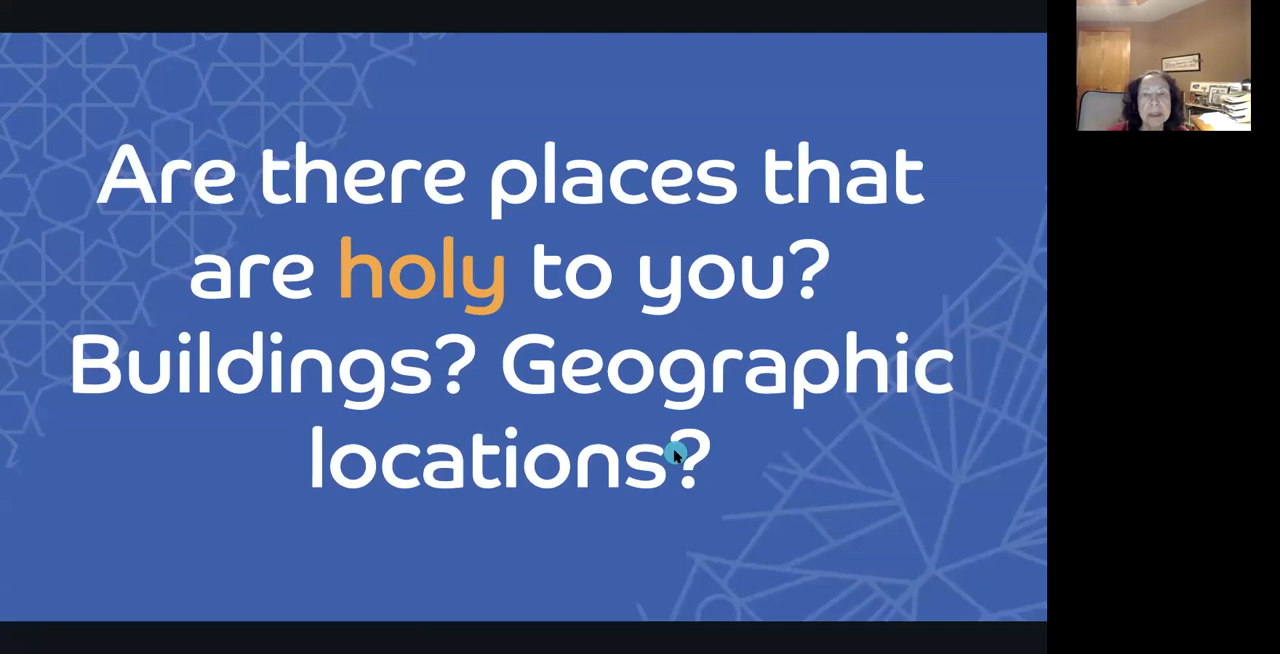 Are there places that
are holy to you?
Buildings? Geographic
locations?